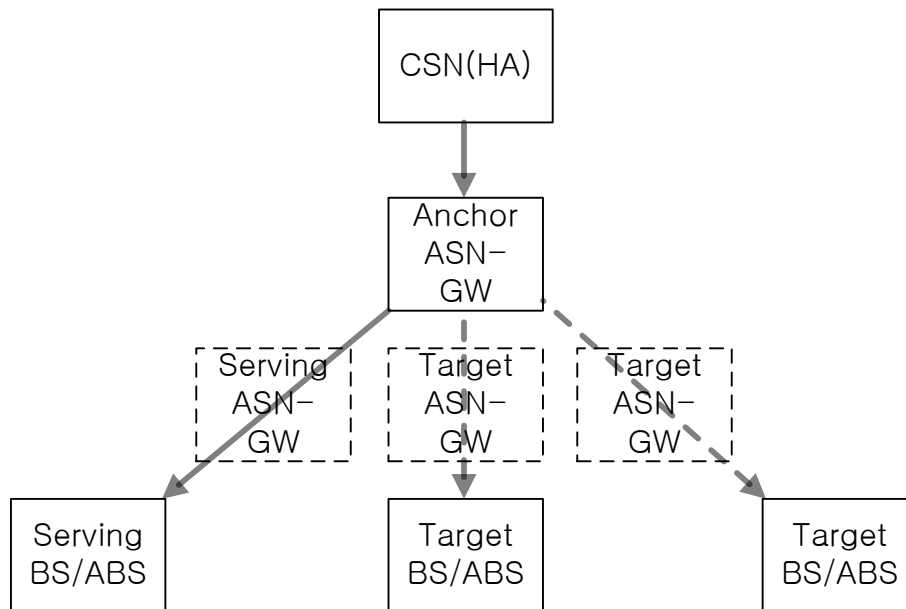 CSN(HA)
Anchor
ASN-
GW
Serving
ASN-
GW
Target
ASN-
GW
Target
ASN-
GW
Serving
BS/ABS
Target
BS/ABS
Target
BS/ABS